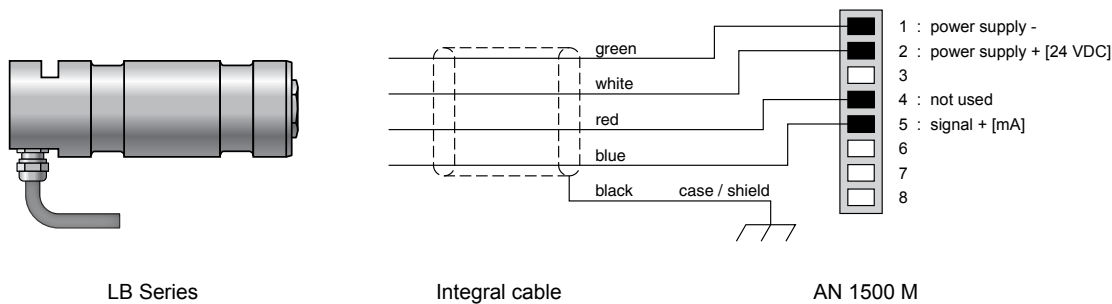 green
white
red
blue
black case / shield
1 : power supply -
2 : power supply + [24 VDC]
3
4 : not used
5 : signal + [mA]
6
7
8
LB Series
Integral cable
AN 1500 M